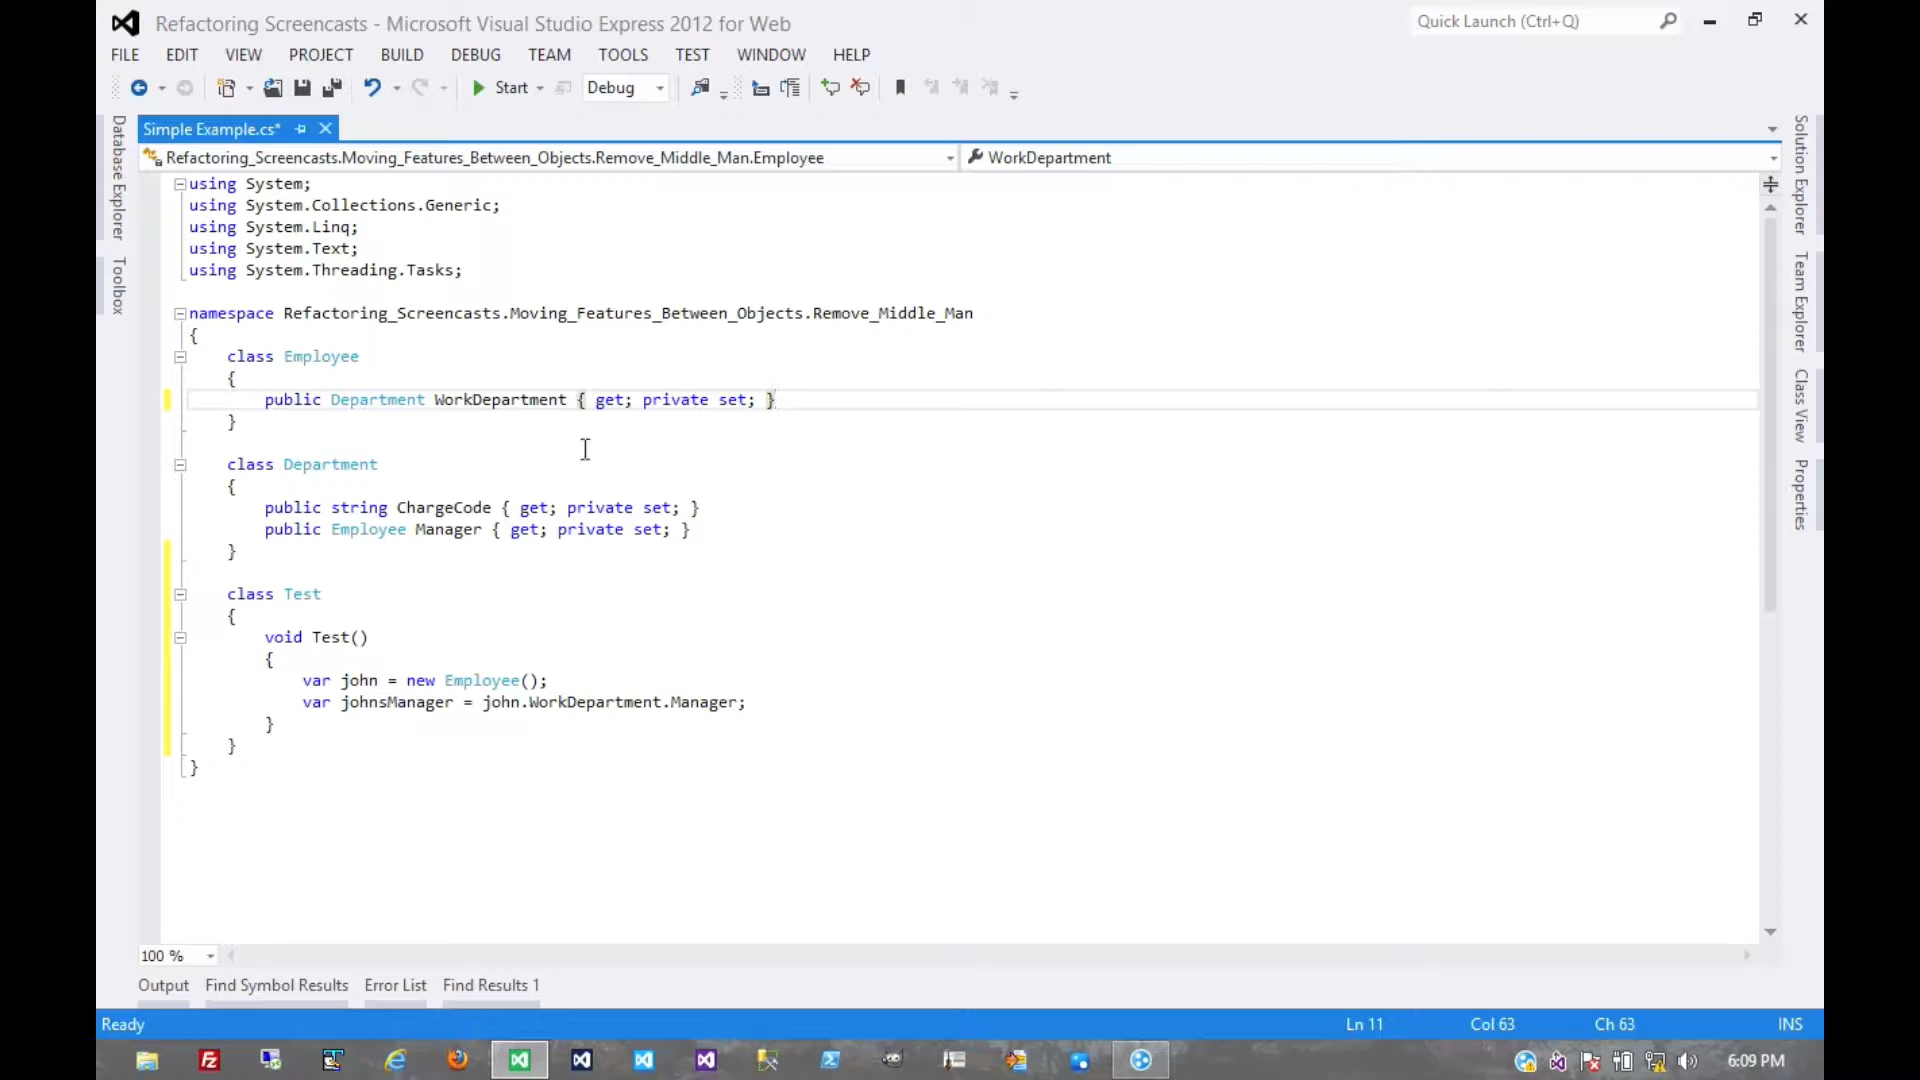 Refactoring Screencasts - Microsoft Visual Studio Express 2012 for Web
Quick Launch (Ctrl+Q)
FILE EDIT VIEW PROJECT BUILD DEBUG TEAM TOOLS TEST WINDOW HELP
Start Debug
Database Explorer
Toolbox
Simple Example.cs*
Refactoring_Screencasts.Moving_Features_Between_Objects.Remove_Middle_Man.Employee
WorkDepartment
using System;
using System.Collections.Generic;
using System.Linq;
using System.Text;
using System.Threading.Tasks;
namespace Refactoring_Screencasts.Moving_Features_Between_Objects.Remove_Middle_Man
{
class Employee
{
public Department WorkDepartment { get; private set; }
}
class Department
{
public string ChargeCode { get; private set; }
public Employee Manager { get; private set; }
}
class Test
{
void Test()
{
var john = new Employee();
var johnsManager = john.WorkDepartment.Manager;
}
}
}
Solution Explorer
Team Explorer
Class View
Properties
100 %
Output Find Symbol Results Error List Find Results 1
Ready Ln 11 Col 63 Ch 63 INS
6:09 PM